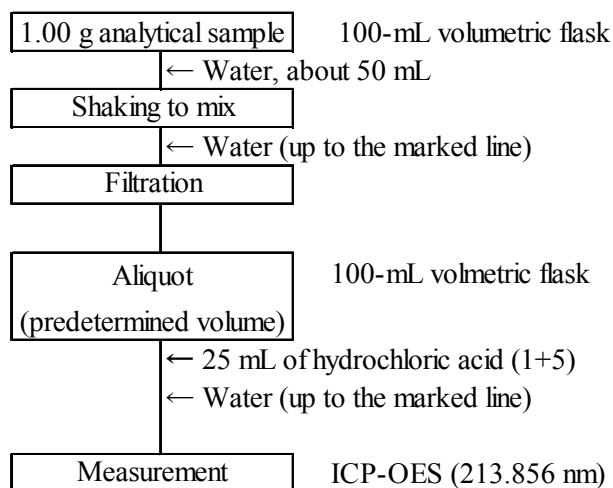 1.00 g analytical sample 100-mL volumetric flask
← Water, about 50 mL
Shaking to mix
← Water (up to the marked line)
Filtration
Aliquot 100-mL volmetric flask
(predetermined volume)
← 25 mL of hydrochloric acid (1+5)
← Water (up to the marked line)
Measurement ICP-OES (213.856 nm)